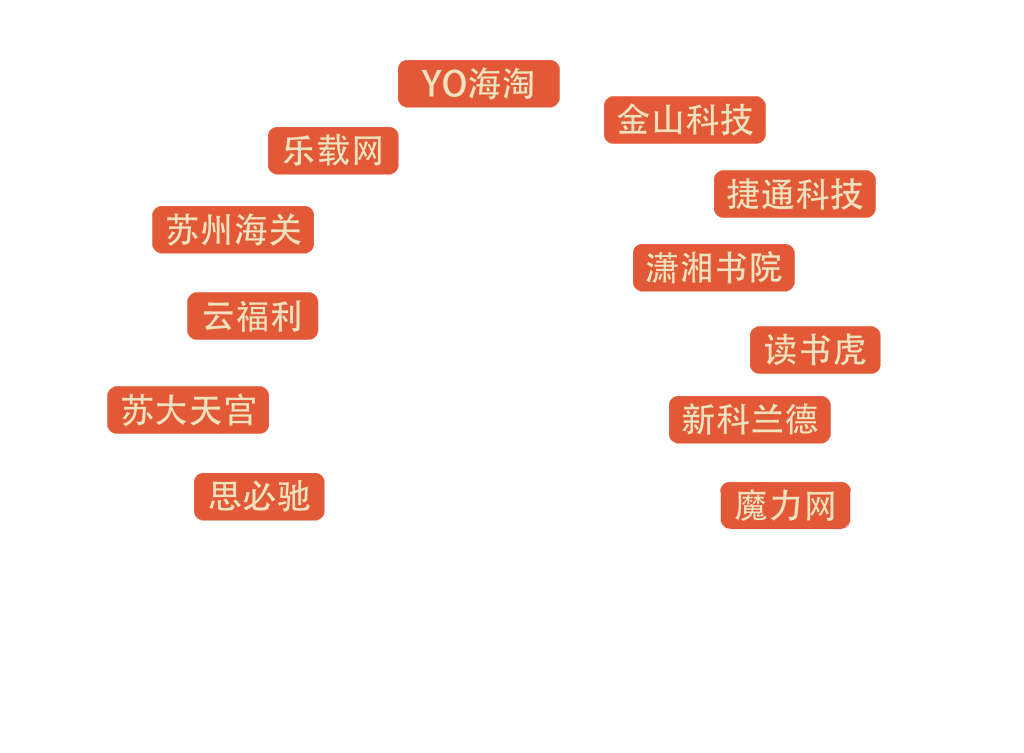 YO海淘
金山科技
乐载网
捷通科技
苏州海关
潇湘书院
云福利
读书虎
苏大天宫
新科兰德
思必驰
魔力网